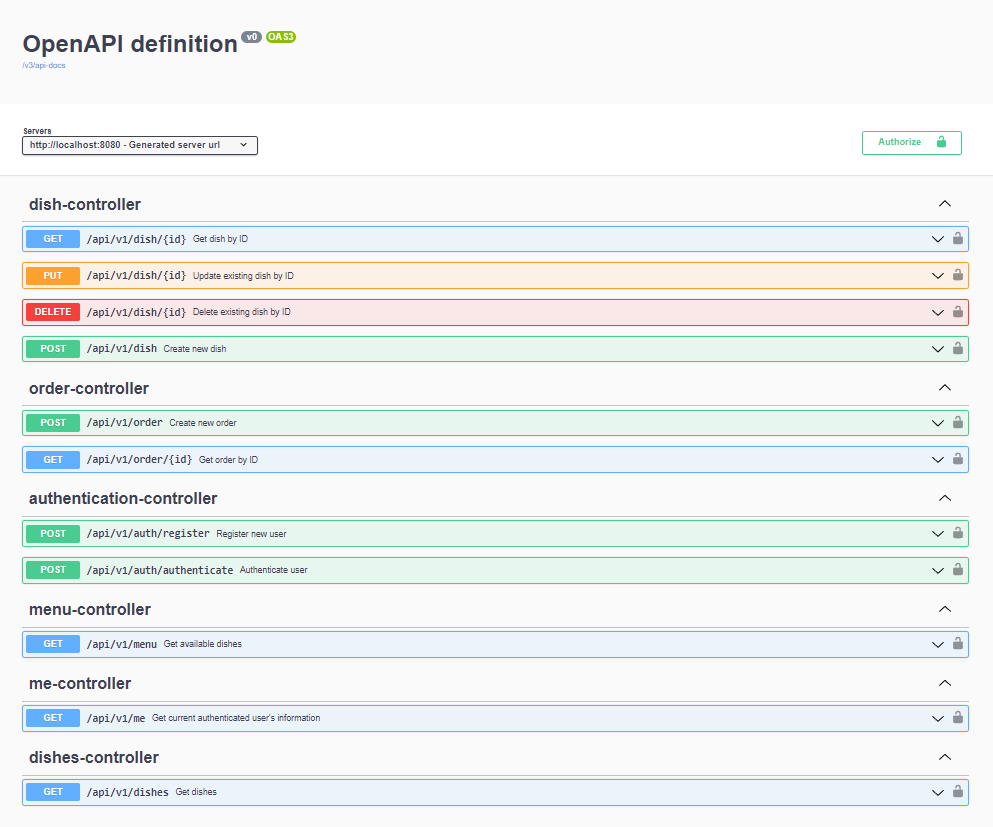 OpenAPI definition v0 OAS3
/v3/api-docs
Servers
http://localhost:8080 - Generated server url
Authorize
dish-controller
GET /api/v1/dish/{id} Get dish by ID
PUT /api/v1/dish/{id} Update existing dish by ID
DELETE /api/v1/dish/{id} Delete existing dish by ID
POST /api/v1/dish Create new dish
order-controller
POST /api/v1/order Create new order
GET /api/v1/order/{id} Get order by ID
authentication-controller
POST /api/v1/auth/register Register new user
POST /api/v1/auth/authenticate Authenticate user
menu-controller
GET /api/v1/menu Get available dishes
me-controller
GET /api/v1/me Get current authenticated user's information
dishes-controller
GET /api/v1/dishes Get dishes